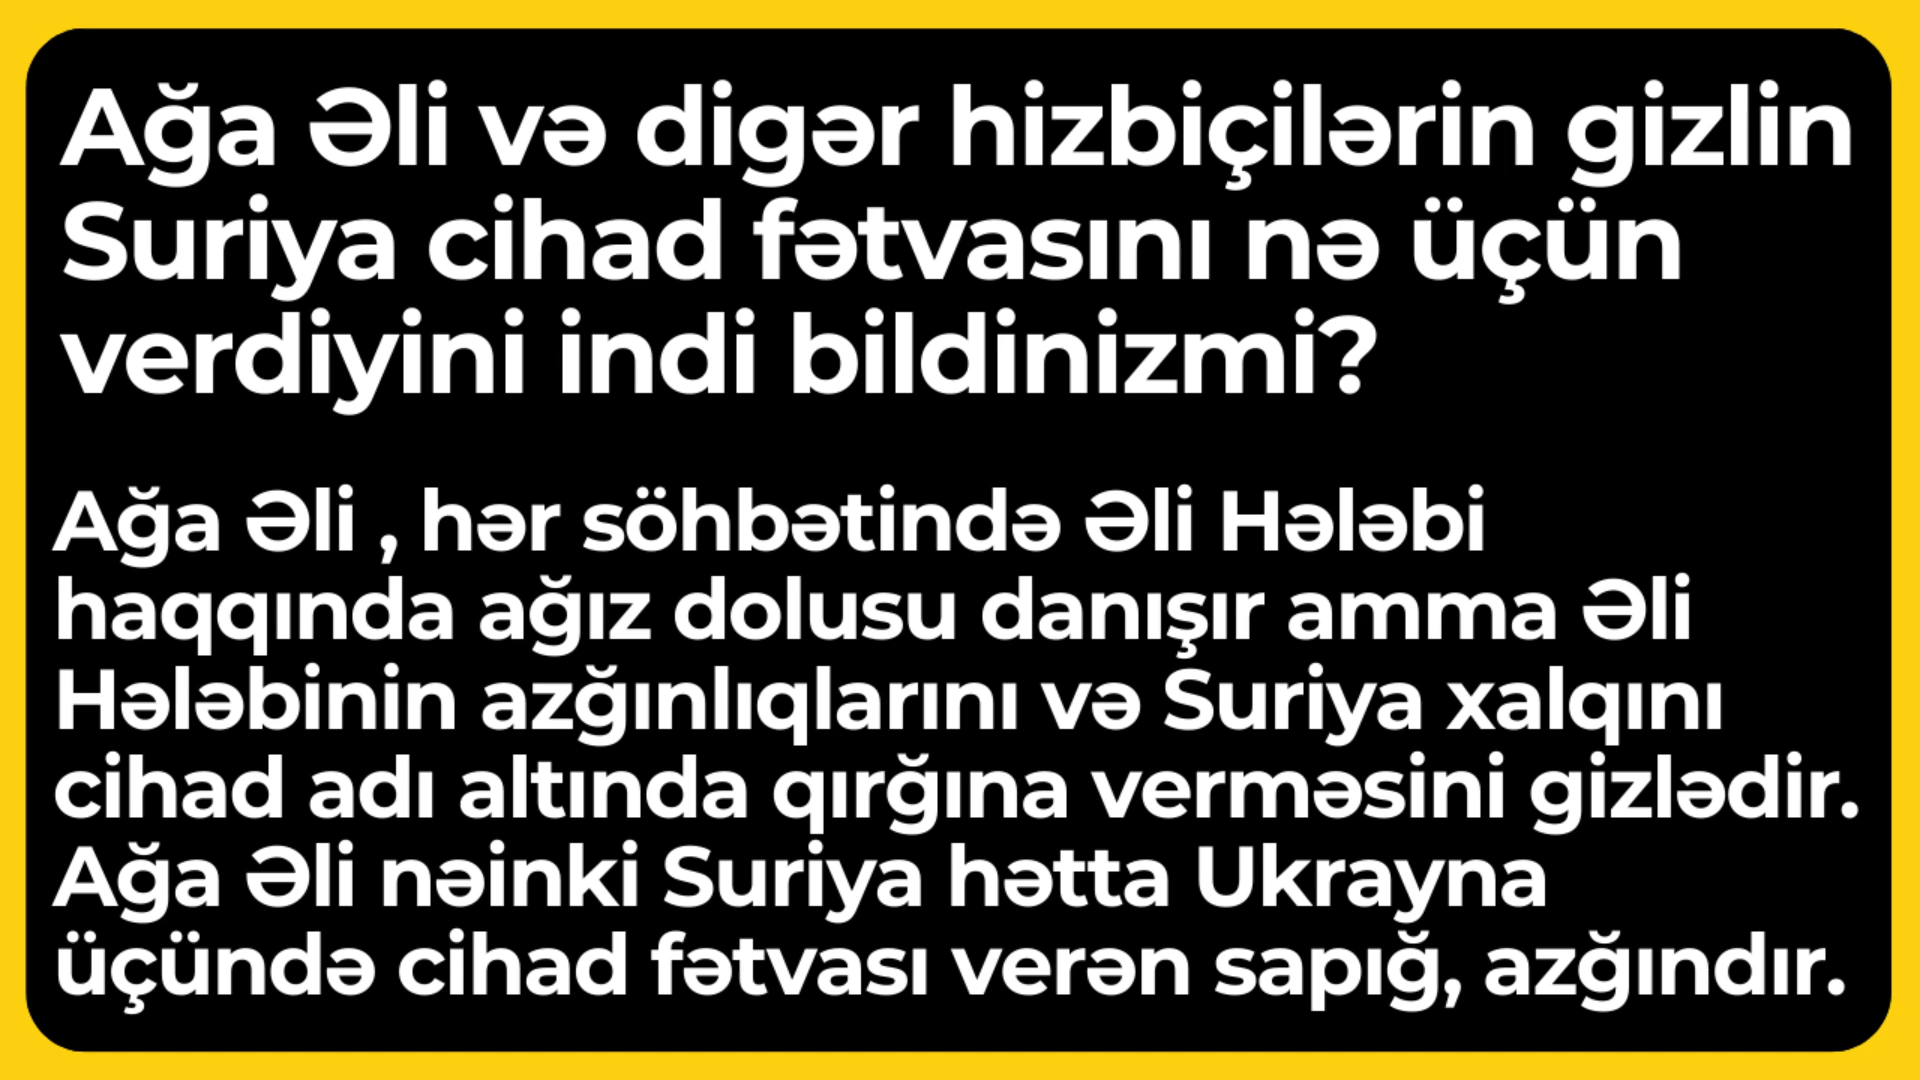 Ağa Əli və digər hizbiçilərin gizlin
Suriya cihad fətvasını nə üçün
verdiyini indi bildinizmi?
Ağa Əli , hər söhbətində Əli Hələbi
haqqında ağız dolusu danışır amma Əli
Hələbinin azğınlıqlarını və Suriya xalqını
cihad adı altında qırğına verməsini gizlədir.
Ağa Əli nəinki Suriya hətta Ukrayna
üçündə cihad fətvası verən sapığ, azğındır.